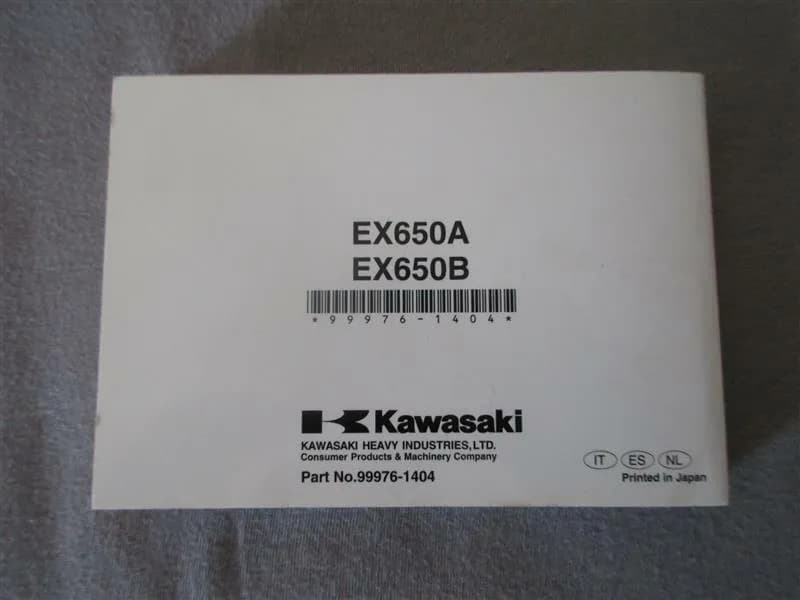 EX650A
EX650B
*99976-1404*
Kawasaki
KAWASAKI HEAVY INDUSTRIES,LTD.
Consumer Products & Machinery Company
Part No.99976-1404
IT ES NL
Printed in Japan